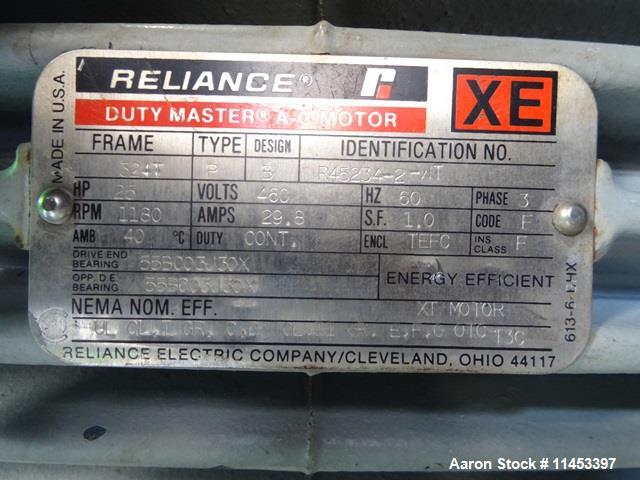 RELIANCE® r XE
DUTY MASTER® A-C MOTOR
MADE IN U.S.A.
FRAME TYPE DESIGN IDENTIFICATION NO.
324T P B
HP 25 VOLTS 460 HZ 60 PHASE 3
RPM 1180 AMPS 29.8 S.F. 1.0 CODE F
AMB 40 °C DUTY CONT. ENCL TEFC INS CLASS F
DRIVE END BEARING 55BC03J30X
OPP. D.E. BEARING
ENERGY EFFICIENT
NEMA NOM. EFF. XT MOTOR
T3C
RELIANCE ELECTRIC COMPANY/CLEVELAND, OHIO 44117
Aaron Stock # 11453397